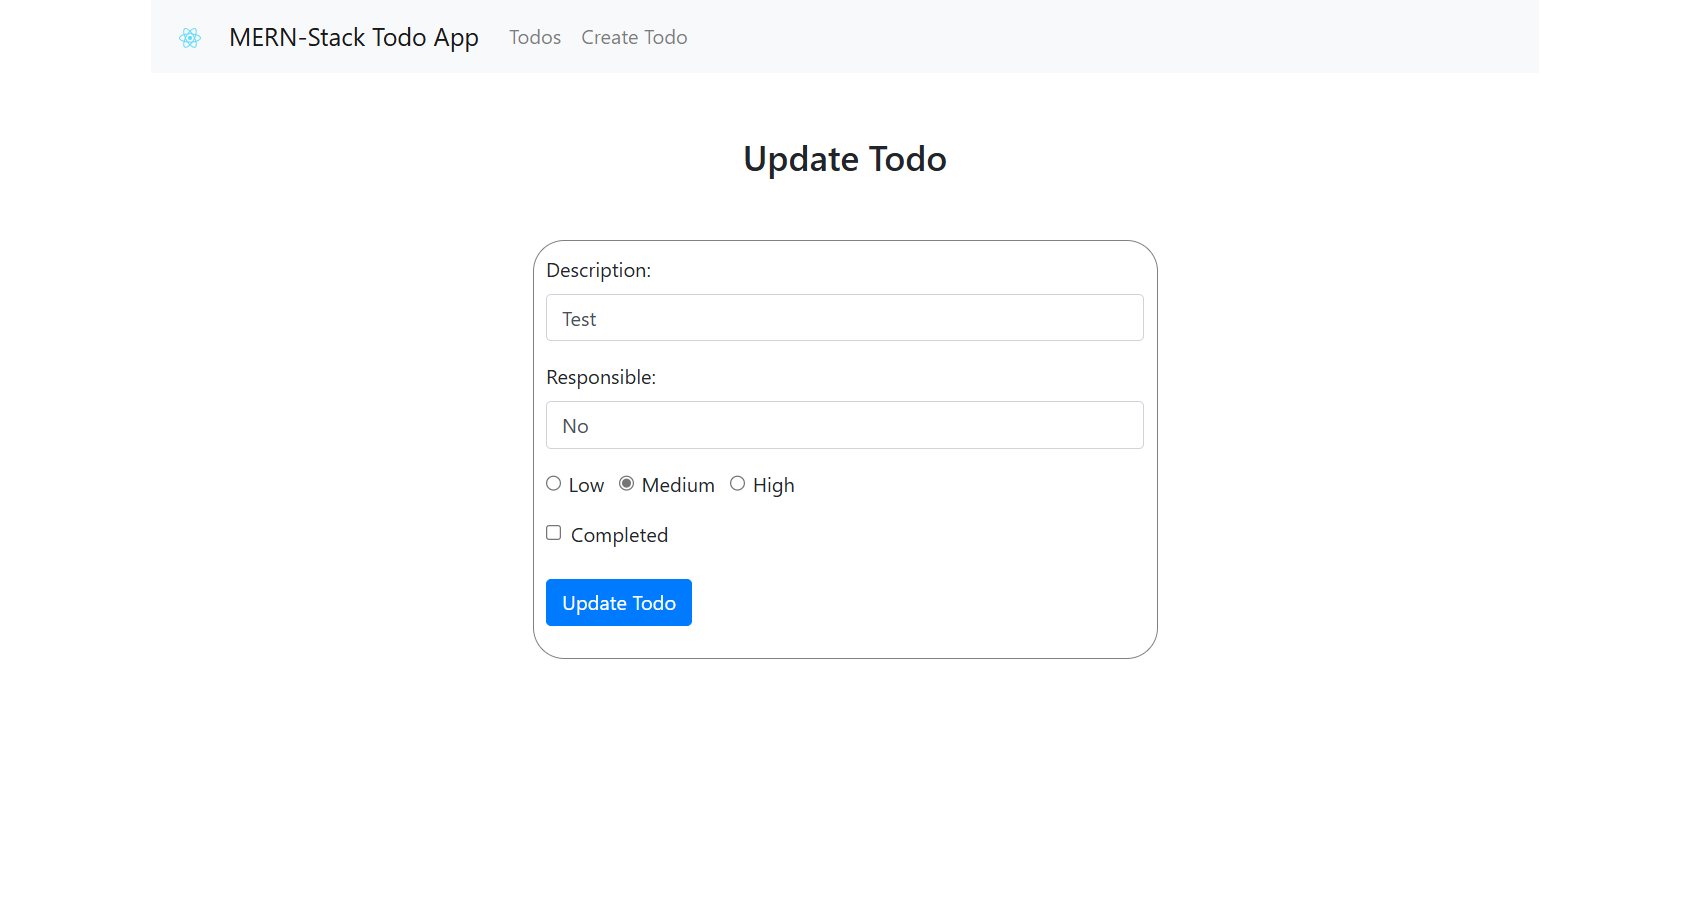 MERN-Stack Todo App Todos Create Todo
Update Todo
Description:
Test
Responsible:
No
Low Medium High
Completed
Update Todo